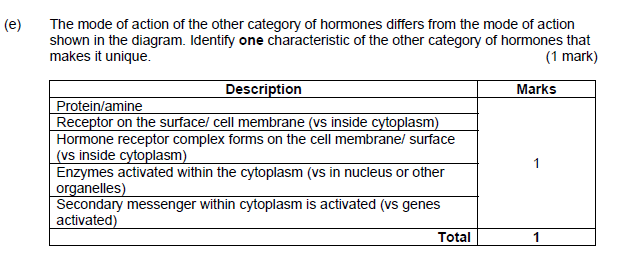 (e) The mode of action of the other category of hormones differs from the mode of action
shown in the diagram. Identify one characteristic of the other category of hormones that
makes it unique. (1 mark)
Description Marks
Protein/amine
Receptor on the surface/ cell membrane (vs inside cytoplasm)
Hormone receptor complex forms on the cell membrane/ surface
(vs inside cytoplasm)
1
Enzymes activated within the cytoplasm (vs in nucleus or other
organelles)
Secondary messenger within cytoplasm is activated (vs genes
activated)
Total 1